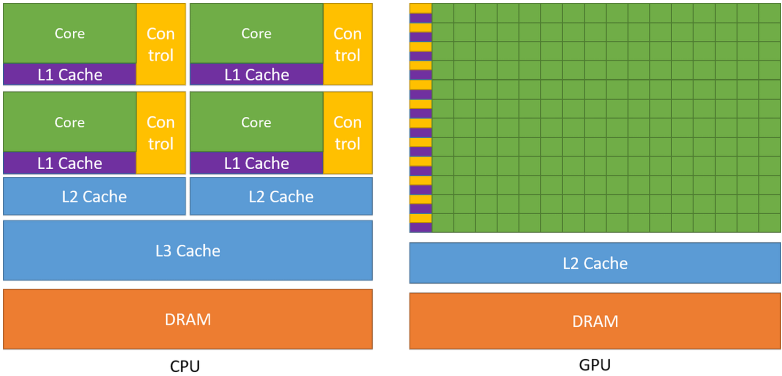 Core
Con
trol
L1 Cache
Core
Con
trol
L1 Cache
Core
Con
trol
L1 Cache
Core
Con
trol
L1 Cache
L2 Cache
L2 Cache
L3 Cache
DRAM
CPU
L2 Cache
DRAM
GPU